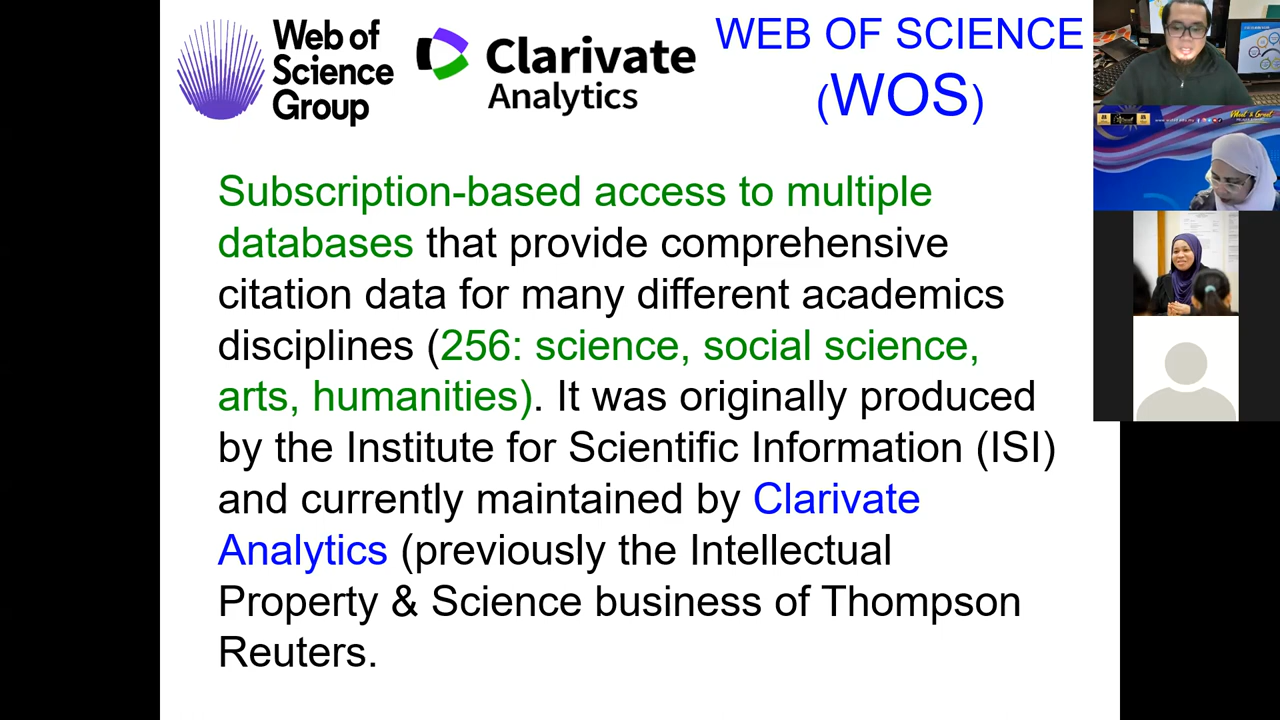 Web of
Science
Group
Clarivate
Analytics
WEB OF SCIENCE
(WOS)
Subscription-based access to multiple
databases that provide comprehensive
citation data for many different academics
disciplines (256: science, social science,
arts, humanities). It was originally produced
by the Institute for Scientific Information (ISI)
and currently maintained by Clarivate
Analytics (previously the Intellectual
Property & Science business of Thompson
Reuters.